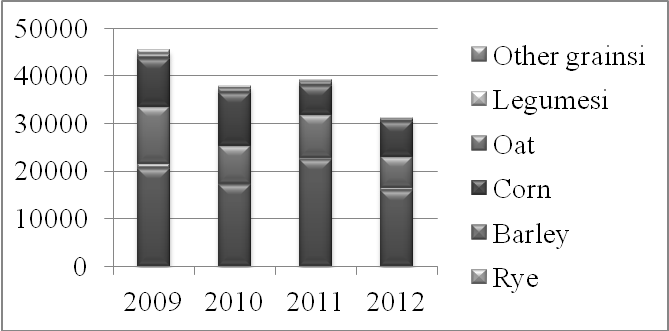 50000
40000
30000
20000
10000
0
2009 2010 2011 2012
Other grainsi
Legumesi
Oat
Corn
Barley
Rye